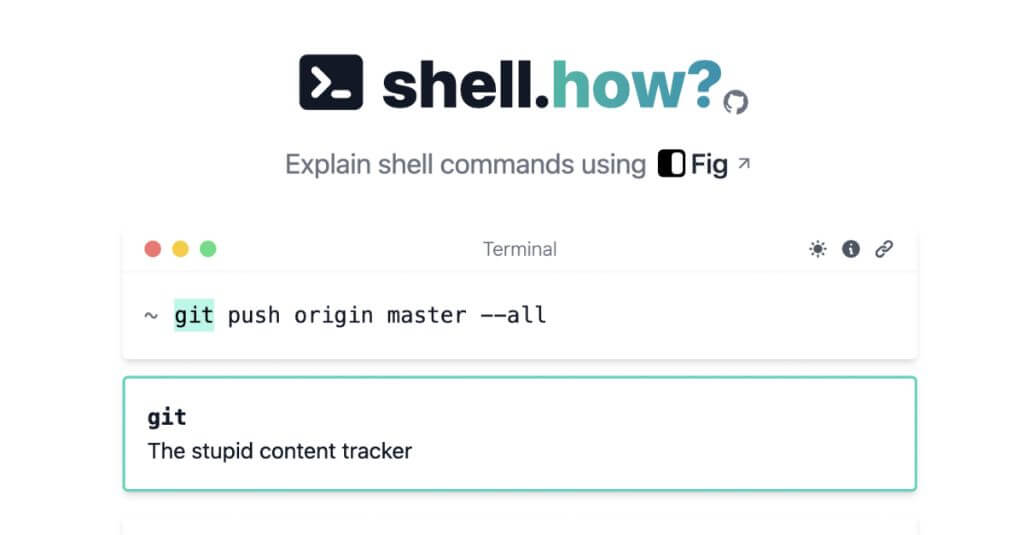 shell.how?
Explain shell commands using Fig ↗
Terminal
~ git push origin master --all
git
The stupid content tracker